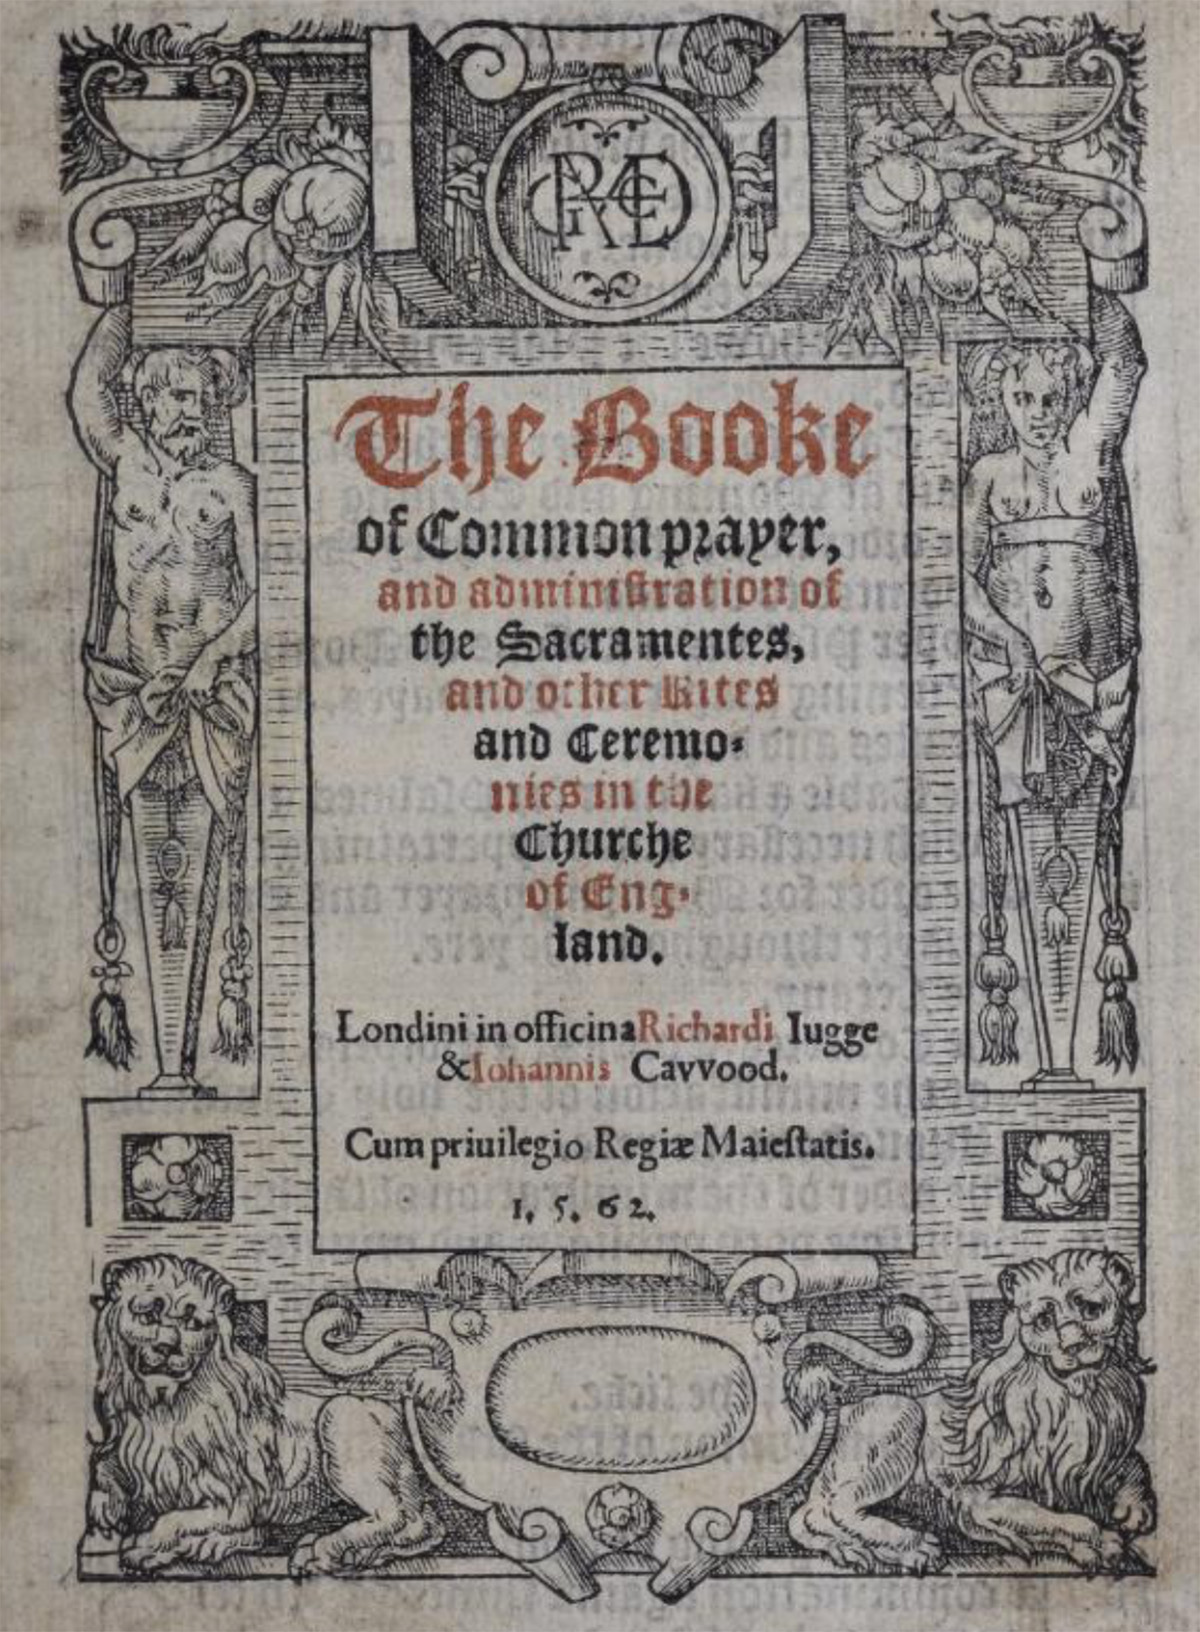 The Booke
of Common prayer,
and administration of
the Sacramentes,
and other Rites
and Ceremo-
nies in the
Churche
of Eng-
land.
Londini in officina Richardi Iugge
& Iohannis Cavvood.
Cum priuilegio Regiæ Maiestatis.
1. 5. 62.